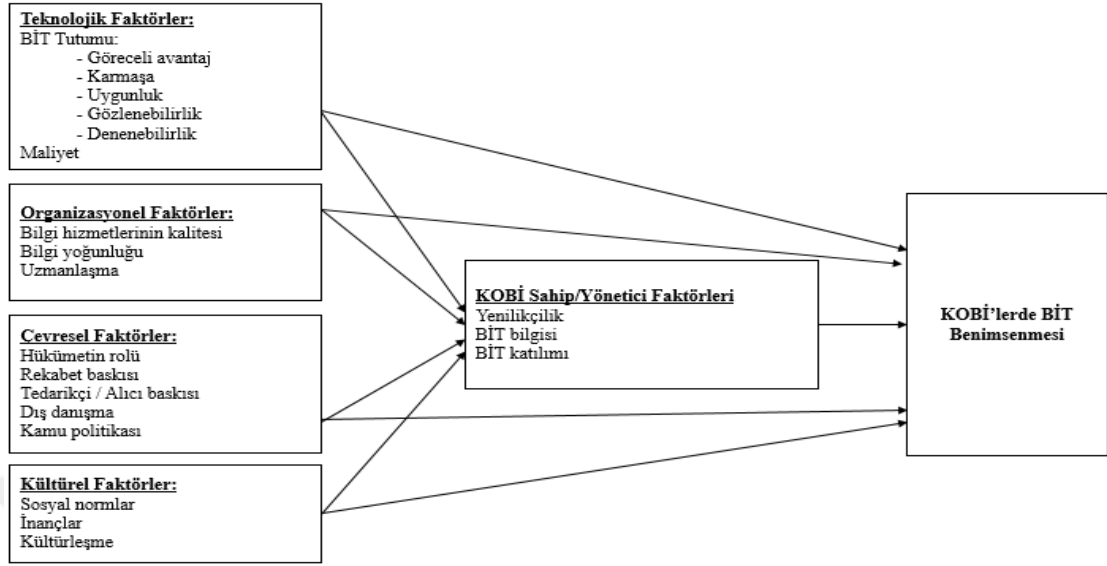 Teknolojik Faktörler:
BİT Tutumu:
- Göreceli avantaj
- Karmaşa
- Uygunluk
- Gözlenebilirlik
- Denenebilirlik
Maliyet
Organizasyonel Faktörler:
Bilgi hizmetlerinin kalitesi
Bilgi yoğunluğu
Uzmanlaşma
Çevresel Faktörler:
Hükümetin rolü
Rekabet baskısı
Tedarikçi / Alıcı baskısı
Dış danışma
Kamu politikası
Kültürel Faktörler:
Sosyal normlar
İnançlar
Kültürleşme
KOBİ Sahip/Yönetici Faktörleri
Yenilikçilik
BİT bilgisi
BİT katılımı
KOBİ’lerde BİT
Benimsenmesi